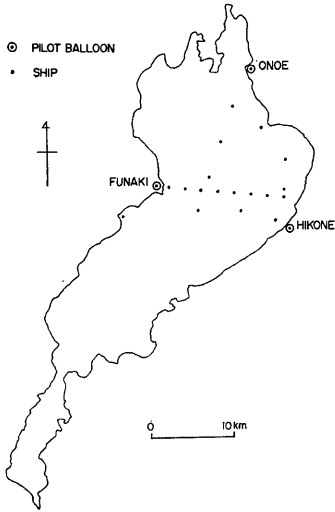 PILOT BALLOON
SHIP
ONOE
FUNAKI
HIKONE
0 10 km